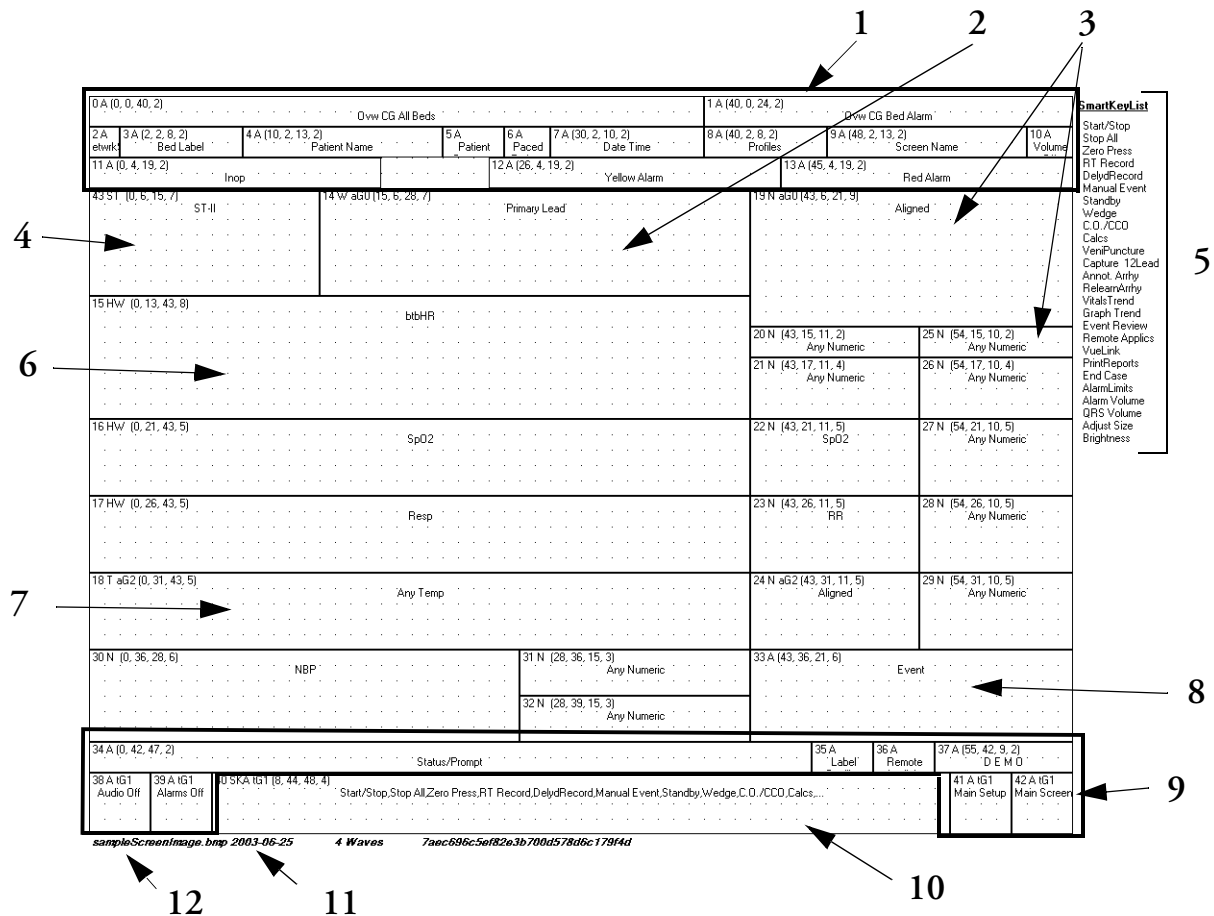 1
2
3
0 A (0, 0, 40, 2)
Ovw CG All Beds
1 A (40, 0, 24, 2)
Ovw CG Bed Alarm
2 A
etwrk
3 A (2, 2, 8, 2)
Bed Label
4 A (10, 2, 13, 2)
Patient Name
5 A
Patient
6 A
Paced
7 A (30, 2, 10, 2)
Date Time
8 A (40, 2, 8, 2)
Profiles
9 A (48, 2, 13, 2)
Screen Name
10 A
Volume
11 A (0, 4, 19, 2)
Inop
12 A (26, 4, 19, 2)
Yellow Alarm
13 A (45, 4, 19, 2)
Red Alarm
SmartKeyList
Start/Stop
Stop All
Zero Press
RT Record
DelydRecord
Manual Event
Standby
Wedge
C.O./CCO
Calcs
VeniPuncture
Capture 12Lead
Annot. Arrhy
RelearnArrhy
VitalsTrend
Graph Trend
Event Review
Remote Applics
VueLink
PrintReports
End Case
AlarmLimits
Alarm Volume
QRS Volume
Adjust Size
Brightness
5
4
43 ST (0, 6, 15, 7)
ST-II
14 W aG0 (15, 6, 28, 7)
Primary Lead
19 N aG0 (43, 6, 21, 9)
Aligned
6
15 HW (0, 13, 43, 8)
btbHR
20 N (43, 15, 11, 2)
Any Numeric
25 N (54, 15, 10, 2)
Any Numeric
21 N (43, 17, 11, 4)
Any Numeric
26 N (54, 17, 10, 4)
Any Numeric
16 HW (0, 21, 43, 5)
SpO2
22 N (43, 21, 11, 5)
SpO2
27 N (54, 21, 10, 5)
Any Numeric
17 HW (0, 26, 43, 5)
Resp
23 N (43, 26, 11, 5)
RR
28 N (54, 26, 10, 5)
Any Numeric
7
18 T aG2 (0, 31, 43, 5)
Any Temp
24 N aG2 (43, 31, 11, 5)
Aligned
29 N (54, 31, 10, 5)
Any Numeric
30 N (0, 36, 28, 6)
NBP
31 N (28, 36, 15, 3)
Any Numeric
32 N (28, 39, 15, 3)
Any Numeric
33 A (43, 36, 21, 6)
Event
8
34 A (0, 42, 47, 2)
Status/Prompt
35 A
Label
36 A
Remote
37 A (55, 42, 9, 2)
D E M O
38 A tG1
Audio Off
39 A tG1
Alarms Off
40 SKA tG1 (8, 44, 48, 4)
Start/Stop,Stop All,Zero Press,RT Record,DelydRecord,Manual Event,Standby,Wedge,C.O./CCO,Calcs,...
41 A tG1
Main Setup
42 A tG1
Main Screen
9
sampleScreenImage.bmp 2003-06-25 4 Waves 7aec696c5ef82e3b700d578d6c179f4d
12
11
10